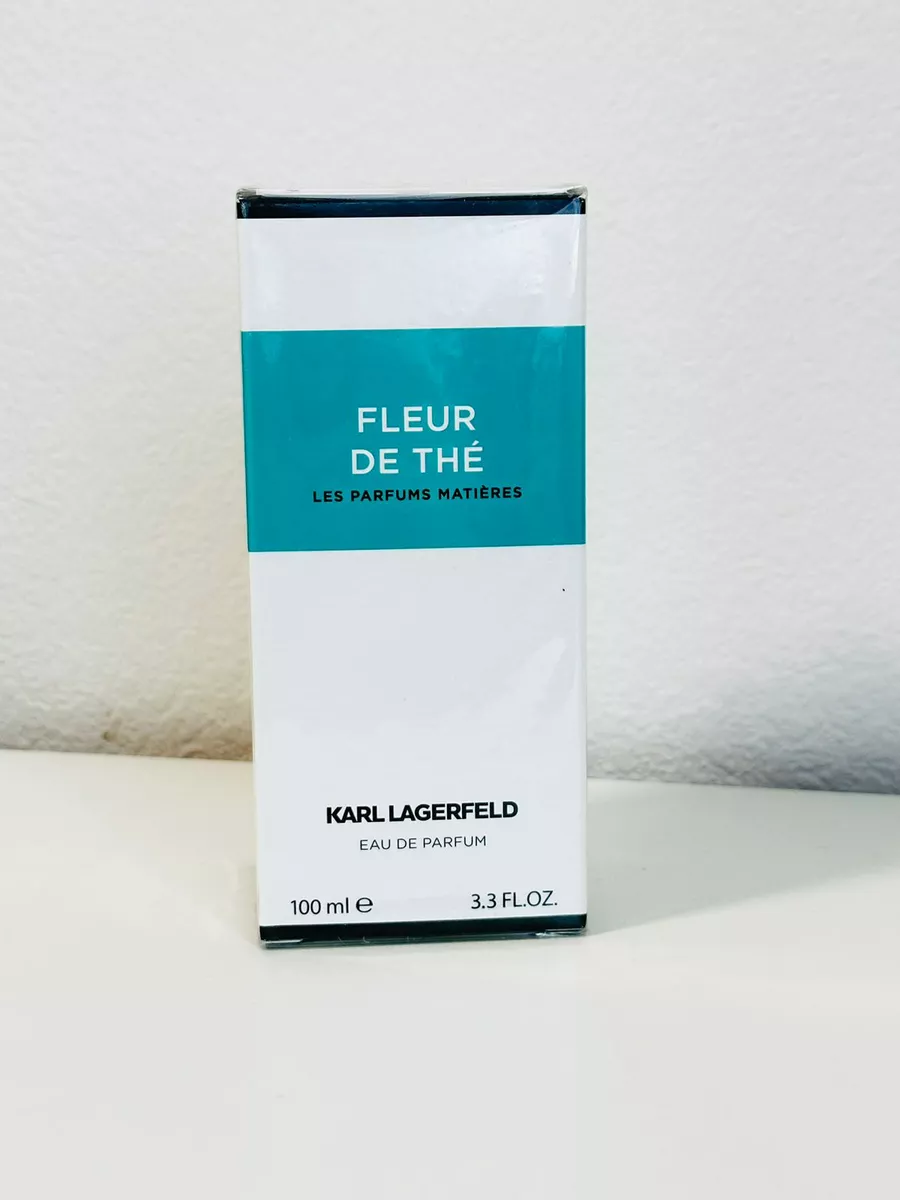 FLEUR
DE THÉ
LES PARFUMS MATIÈRES
KARL LAGERFELD
EAU DE PARFUM
100 ml ℮ 3.3 FL.OZ.